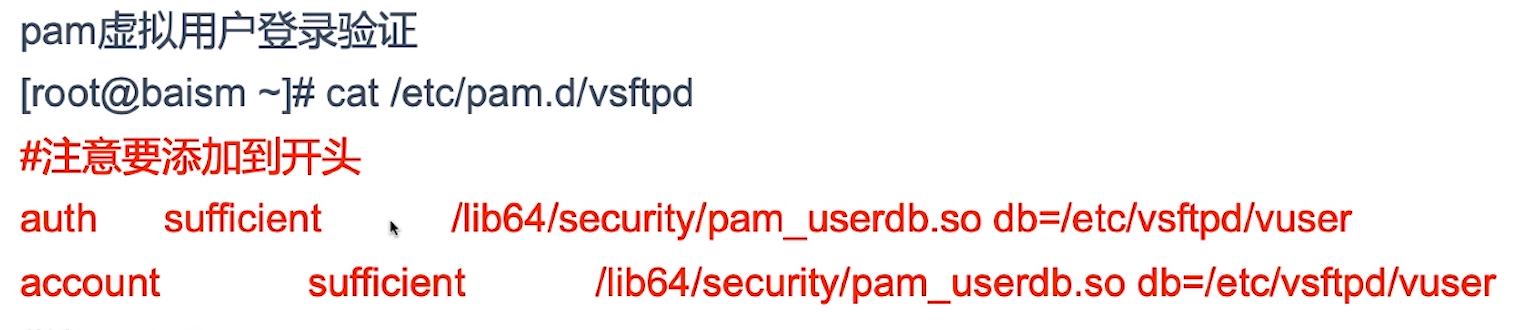 pam虚拟用户登录验证
[root@baism ~]# cat /etc/pam.d/vsftpd
#注意要添加到开头
auth sufficient /lib64/security/pam_userdb.so db=/etc/vsftpd/vuser
account sufficient /lib64/security/pam_userdb.so db=/etc/vsftpd/vuser